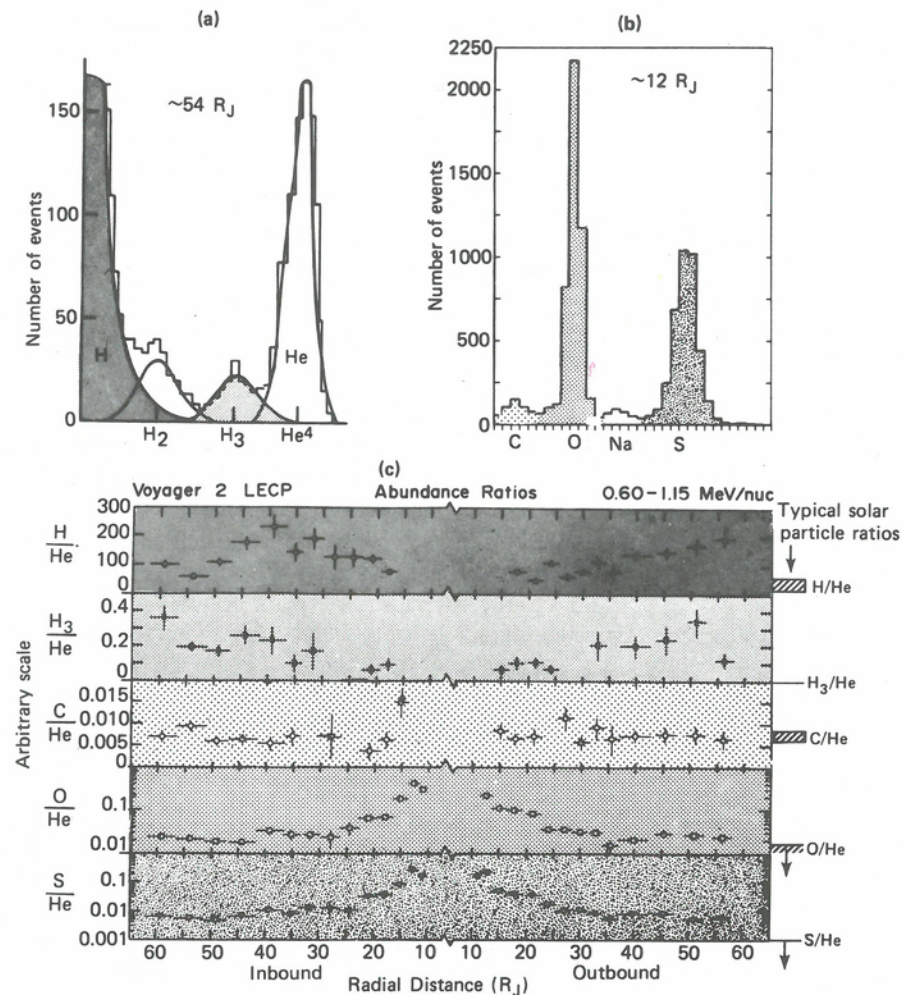 (a)
~54 R_J
Number of events
150
100
50
0
H
He
H₂
H₃
He⁴
(b)
~12 R_J
Number of events
2250
2000
1750
1500
1250
1000
750
500
250
0
C
O
Na
S
(c)
Voyager 2 LECP Abundance Ratios 0.60–1.15 MeV/nuc
Typical solar
particle ratios
Arbitrary scale
H/He
300
200
100
0
H/He
H₃/He
0.4
0.2
0
H₃/He
C/He
0.015
0.010
0.005
0
C/He
O/He
0.1
0.01
O/He
S/He
0.1
0.01
0.001
S/He
60 50 40 30 20 10 10 20 30 40 50 60
Inbound Outbound
Radial Distance (R_J)